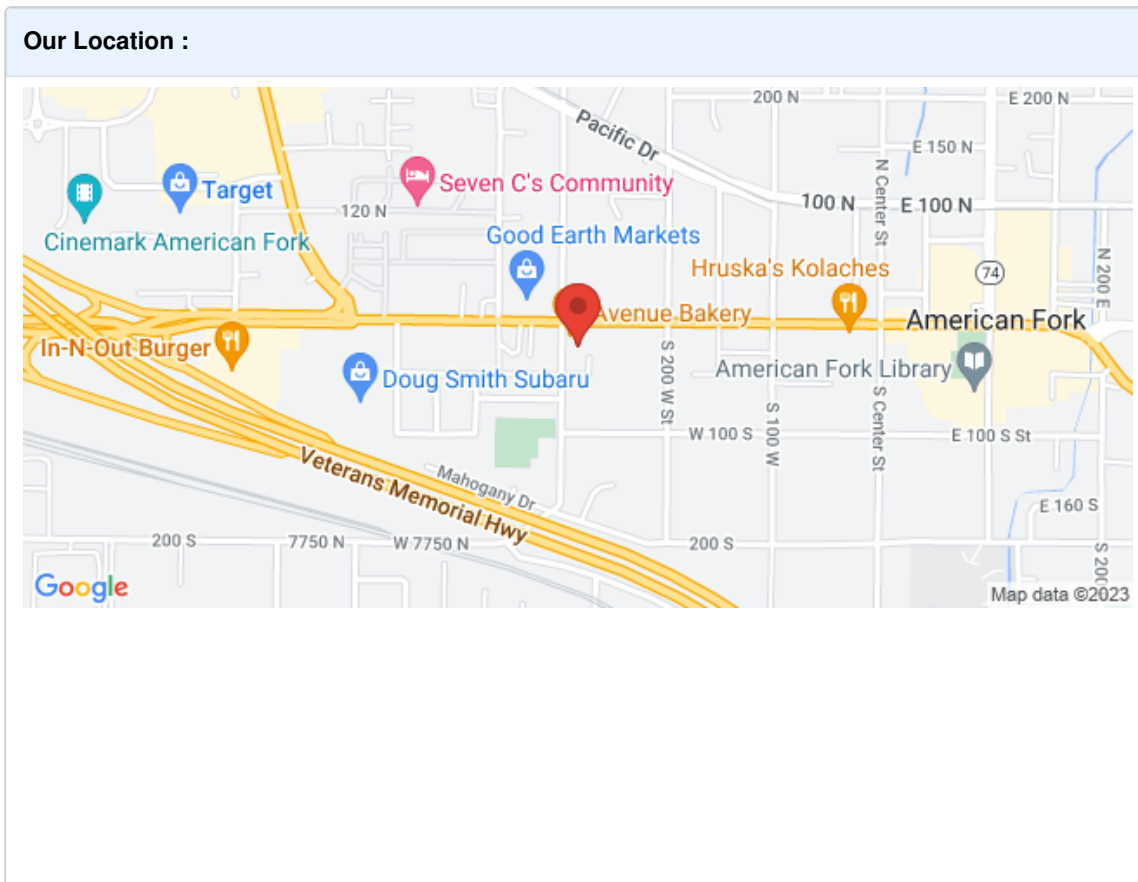 Our Location :
200 N
E 200 N
Pacific Dr
E 150 N
Target
Seven C's Community
120 N
100 N
E 100 N
N Center St
Cinemark American Fork
Good Earth Markets
Hruska's Kolaches
74
N 200 E
Avenue Bakery
American Fork
In-N-Out Burger
Doug Smith Subaru
S 200 W St
American Fork Library
S 100 W
S Center St
W 100 S
E 100 S St
Veterans Memorial Hwy
Mahogany Dr
E 160 S
200 S
7750 N
W 7750 N
200 S
Google
Map data ©2023